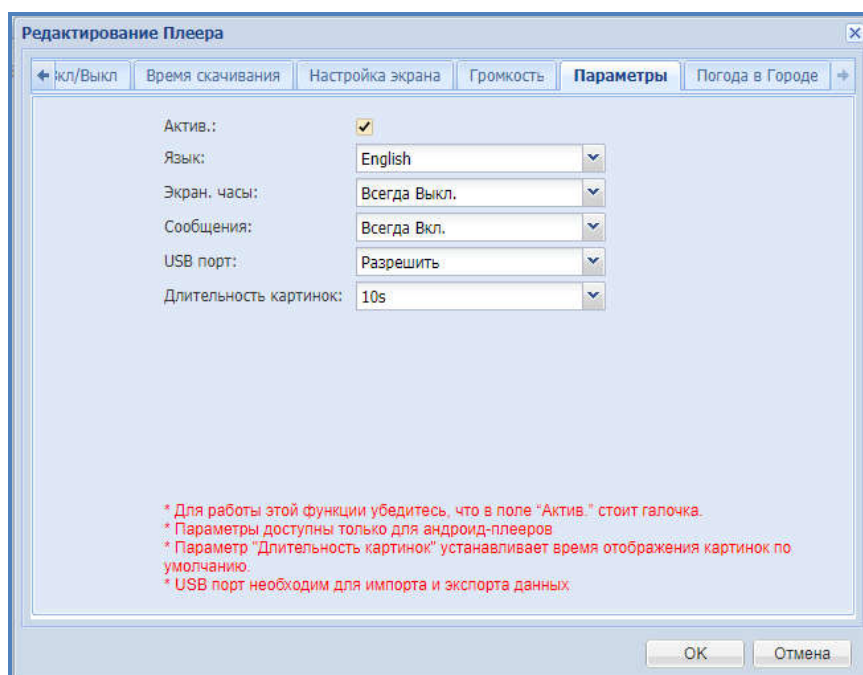 Редактирование Плеера
кл/Выкл Время скачивания Настройка экрана Громкость Параметры Погода в Городе
Актив.:
Язык: English
Экран. часы: Всегда Выкл.
Сообщения: Всегда Вкл.
USB порт: Разрешить
Длительность картинок: 10s
* Для работы этой функции убедитесь, что в поле “Актив.” стоит галочка.
* Параметры доступны только для андроид-плееров
* Параметр "Длительность картинок" устанавливает время отображения картинок по
умолчанию.
* USB порт необходим для импорта и экспорта данных
OK Отмена